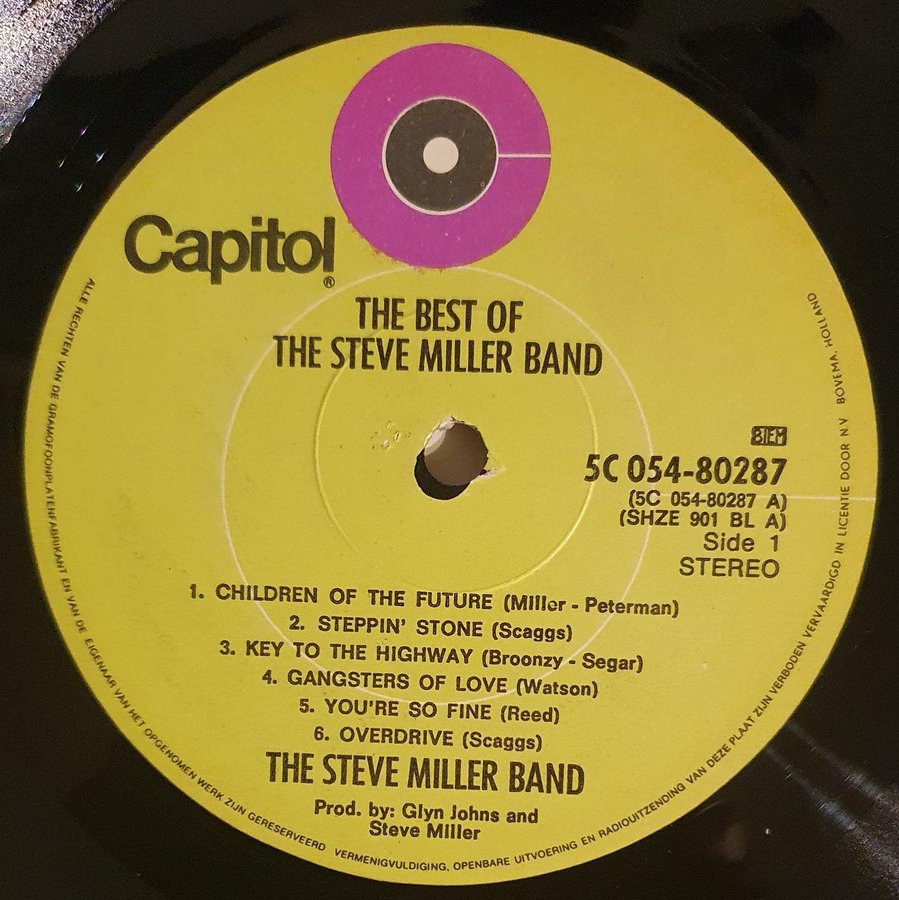 Capitol®
THE BEST OF
THE STEVE MILLER BAND
BIEM
5C 054-80287
(5C 054-80287 A)
(SHZE 901 BL A)
Side 1
STEREO
1. CHILDREN OF THE FUTURE (Miller - Peterman)
2. STEPPIN' STONE (Scaggs)
3. KEY TO THE HIGHWAY (Broonzy - Segar)
4. GANGSTERS OF LOVE (Watson)
5. YOU'RE SO FINE (Reed)
6. OVERDRIVE (Scaggs)
THE STEVE MILLER BAND
Prod. by: Glyn Johns and
Steve Miller
ALLE RECHTEN VAN DE GRAMOFOONPLATENFABRIKANT EN VAN DE EIGENAAR VAN HET OPGENOMEN WERK ZIJN GERESERVEERD VERMENIGVULDIGING, OPENBARE UITVOERING EN RADIOUITZENDING VAN DEZE PLAAT ZIJN VERBODEN VERVAARDIGD IN LICENTIE DOOR N.V BOVEMA, HOLLAND